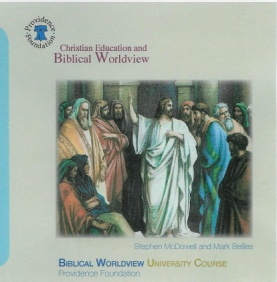 Providence
Foundation
Christian Education and
Biblical Worldview
Stephen McDowell and Mark Beliles
BIBLICAL WORLDVIEW UNIVERSITY COURSE
Providence Foundation